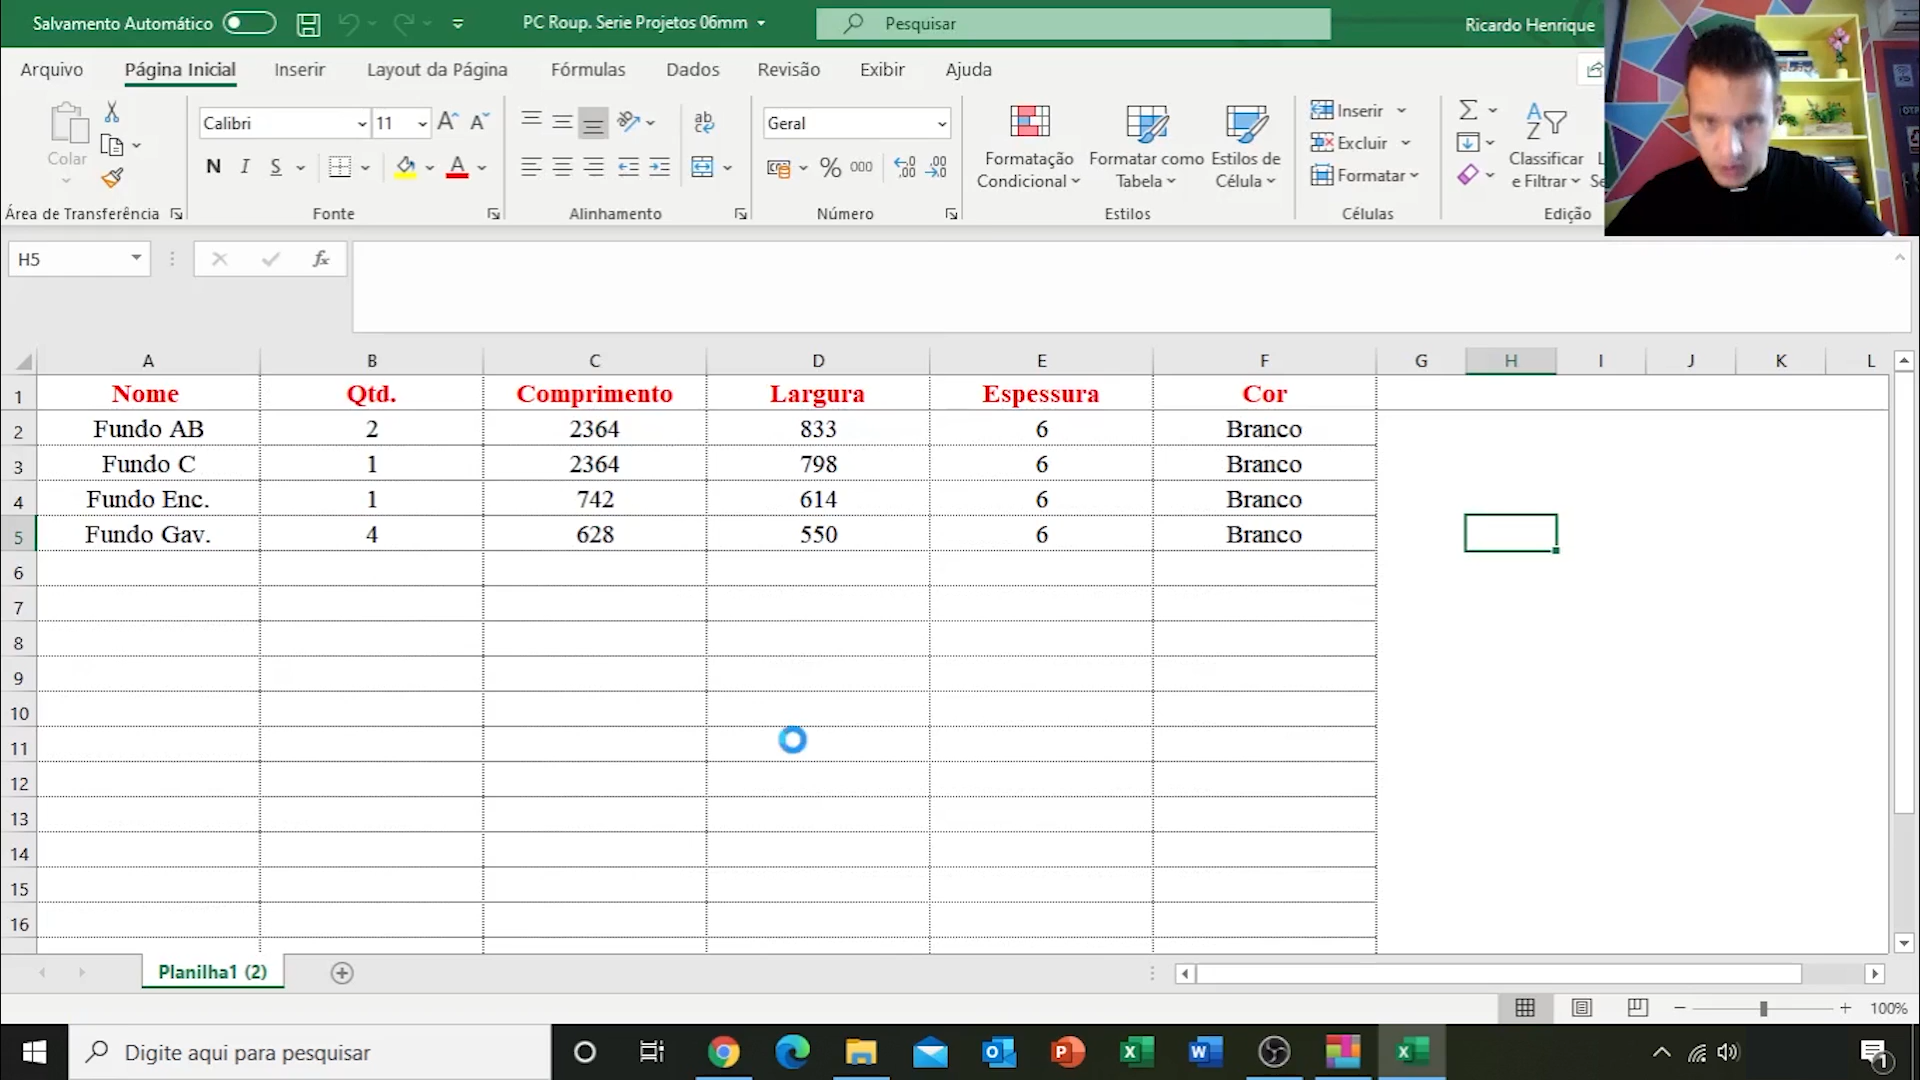 Salvamento Automático
PC Roup. Serie Projetos 06mm
Pesquisar
Ricardo Henrique
Arquivo Página Inicial Inserir Layout da Página Fórmulas Dados Revisão Exibir Ajuda
Colar
Área de Transferência
Calibri 11
N I S
Fonte
Alinhamento
Geral
% 000
Número
Formatação Condicional
Formatar como Tabela
Estilos de Célula
Estilos
Inserir
Excluir
Formatar
Células
Classificar e Filtrar
Edição
H5
fx
A B C D E F G H I J K L
1 Nome Qtd. Comprimento Largura Espessura Cor
2 Fundo AB 2 2364 833 6 Branco
3 Fundo C 1 2364 798 6 Branco
4 Fundo Enc. 1 742 614 6 Branco
5 Fundo Gav. 4 628 550 6 Branco
6
7
8
9
10
11
12
13
14
15
16
Planilha1 (2)
100%
Digite aqui para pesquisar
1